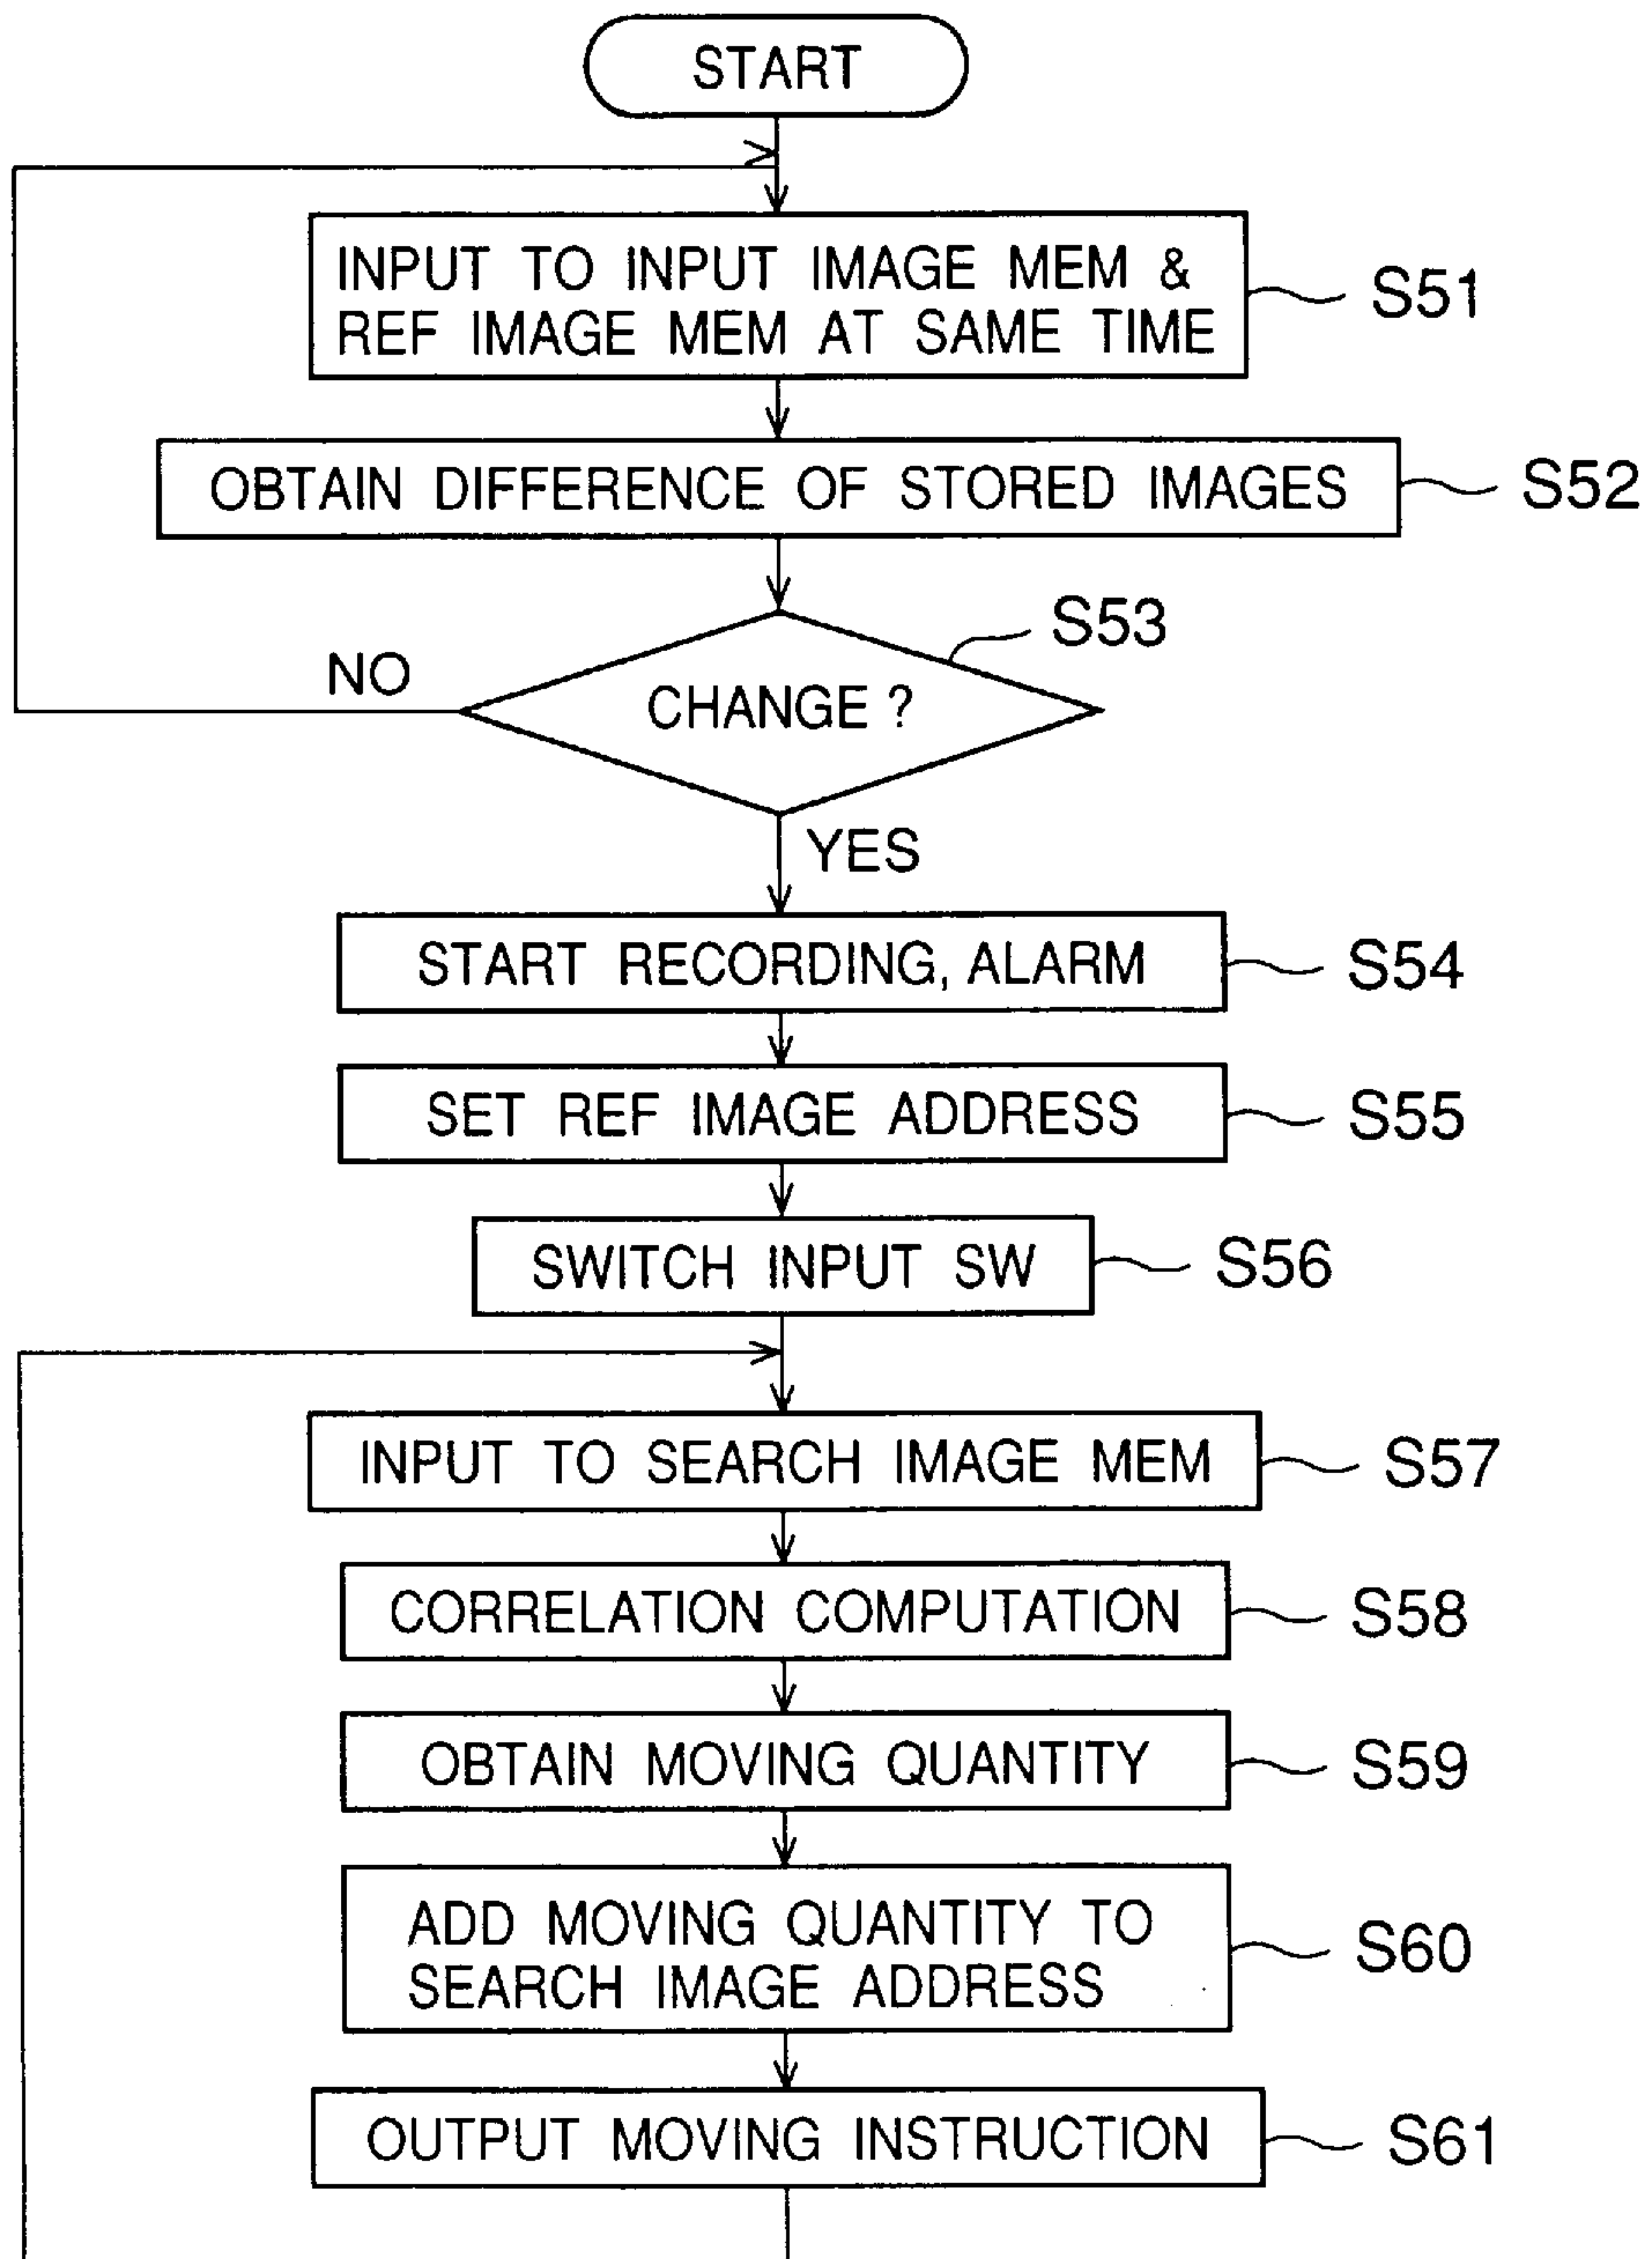 START
INPUT TO INPUT IMAGE MEM &
REF IMAGE MEM AT SAME TIME
S51
OBTAIN DIFFERENCE OF STORED IMAGES
S52
S53
NO
CHANGE ?
YES
START RECORDING, ALARM
S54
SET REF IMAGE ADDRESS
S55
SWITCH INPUT SW
S56
INPUT TO SEARCH IMAGE MEM
S57
CORRELATION COMPUTATION
S58
OBTAIN MOVING QUANTITY
S59
ADD MOVING QUANTITY TO
SEARCH IMAGE ADDRESS
S60
OUTPUT MOVING INSTRUCTION
S61